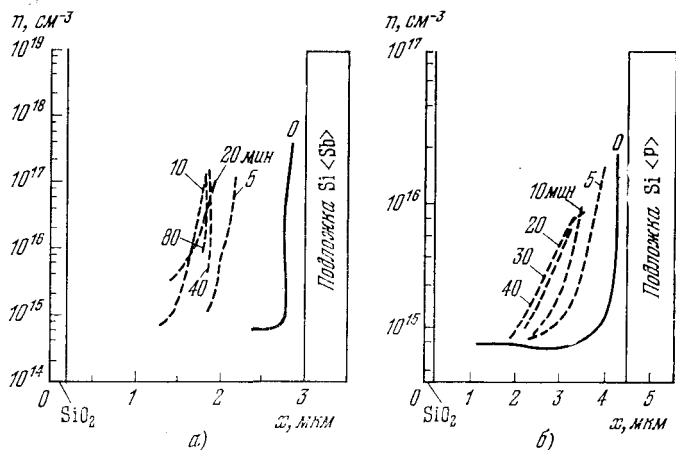 n, см⁻³
10¹⁹
10¹⁸
10¹⁷
10¹⁶
10¹⁵
10¹⁴
0
SiO₂
1
2
3
x, мкм
10
20 мин
5
0
80
40
Подложка Si <Sb>
а)
n, см⁻³
10¹⁷
10¹⁶
10¹⁵
0
SiO₂
1
2
3
4
5
x, мкм
0
5
10 мин
20
30
40
Подложка Si <P>
б)